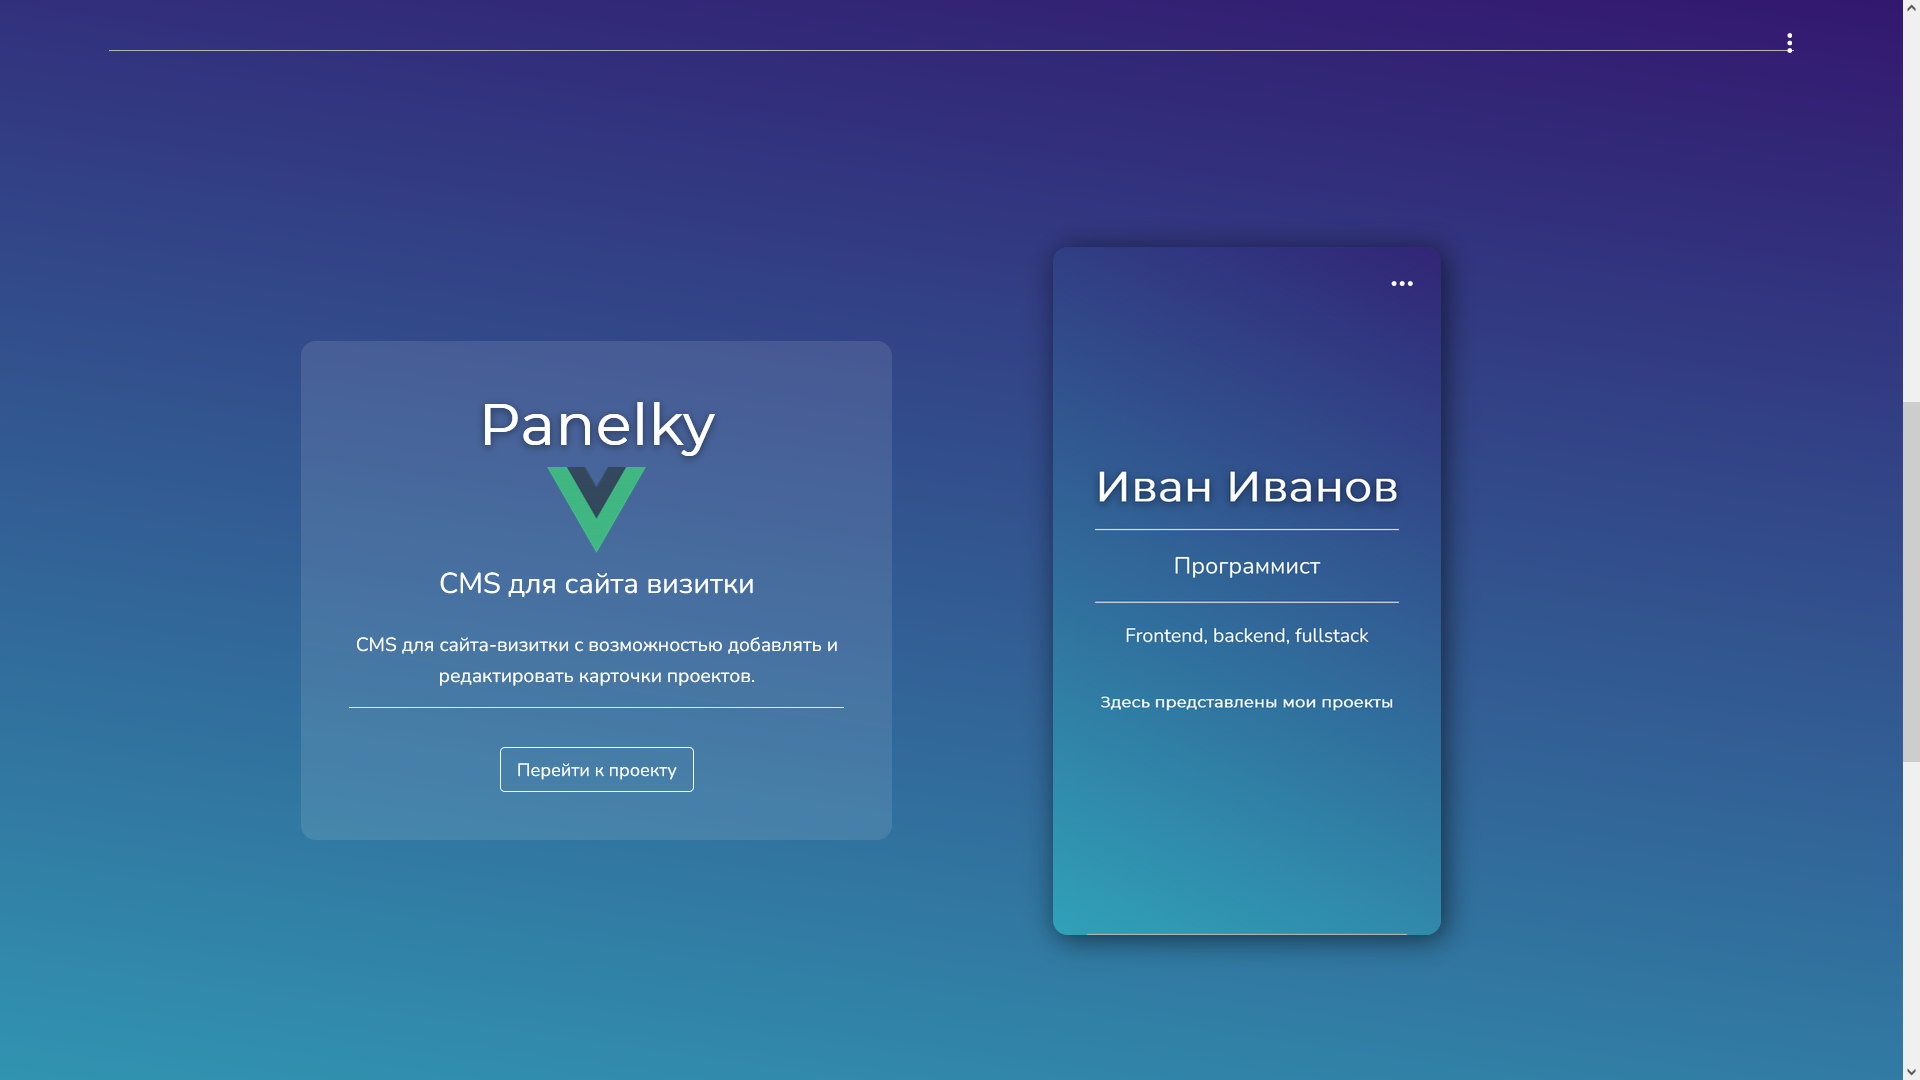 Panelky
CMS для сайта визитки
CMS для сайта-визитки с возможностью добавлять и
редактировать карточки проектов.
Перейти к проекту
Иван Иванов
Программист
Frontend, backend, fullstack
Здесь представлены мои проекты